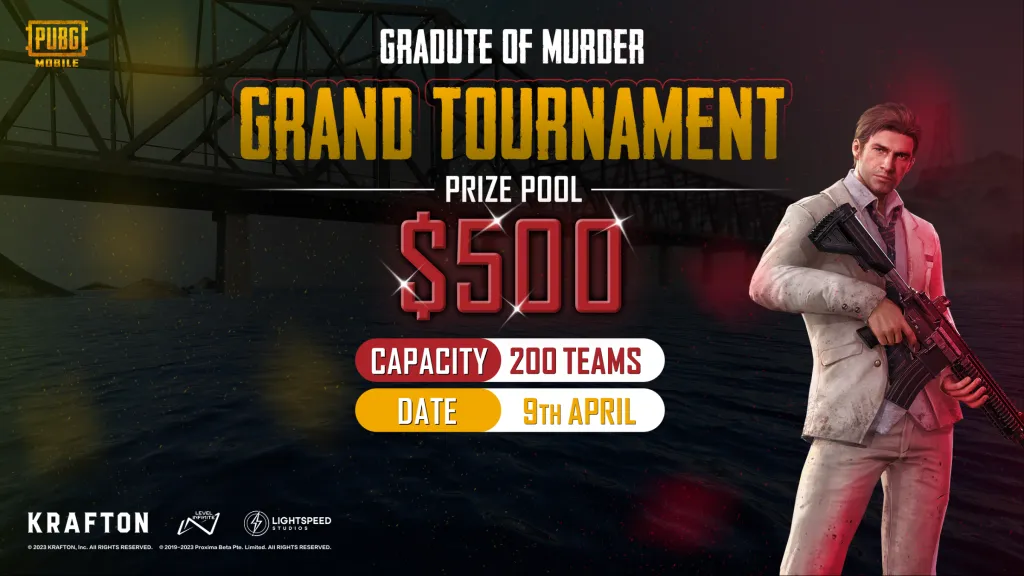 PUBG
MOBILE
GRADUTE OF MURDER
GRAND TOURNAMENT
PRIZE POOL
$500
CAPACITY 200 TEAMS
DATE 9TH APRIL
KRAFTON
LEVEL INFINITE
LIGHTSPEED
STUDIOS
© 2023 KRAFTON, Inc. All RIGHTS RESERVED. © 2019-2023 Proxima Beta Pte. Limited. All RIGHTS RESERVED.